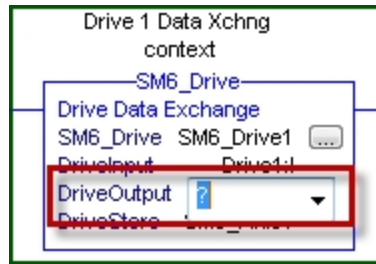 Drive 1 Data Xchng
context
SM6_Drive
Drive Data Exchange
SM6_Drive SM6_Drive1 ...
DriveInput Drive1:I
DriveOutput ?
DriveStore